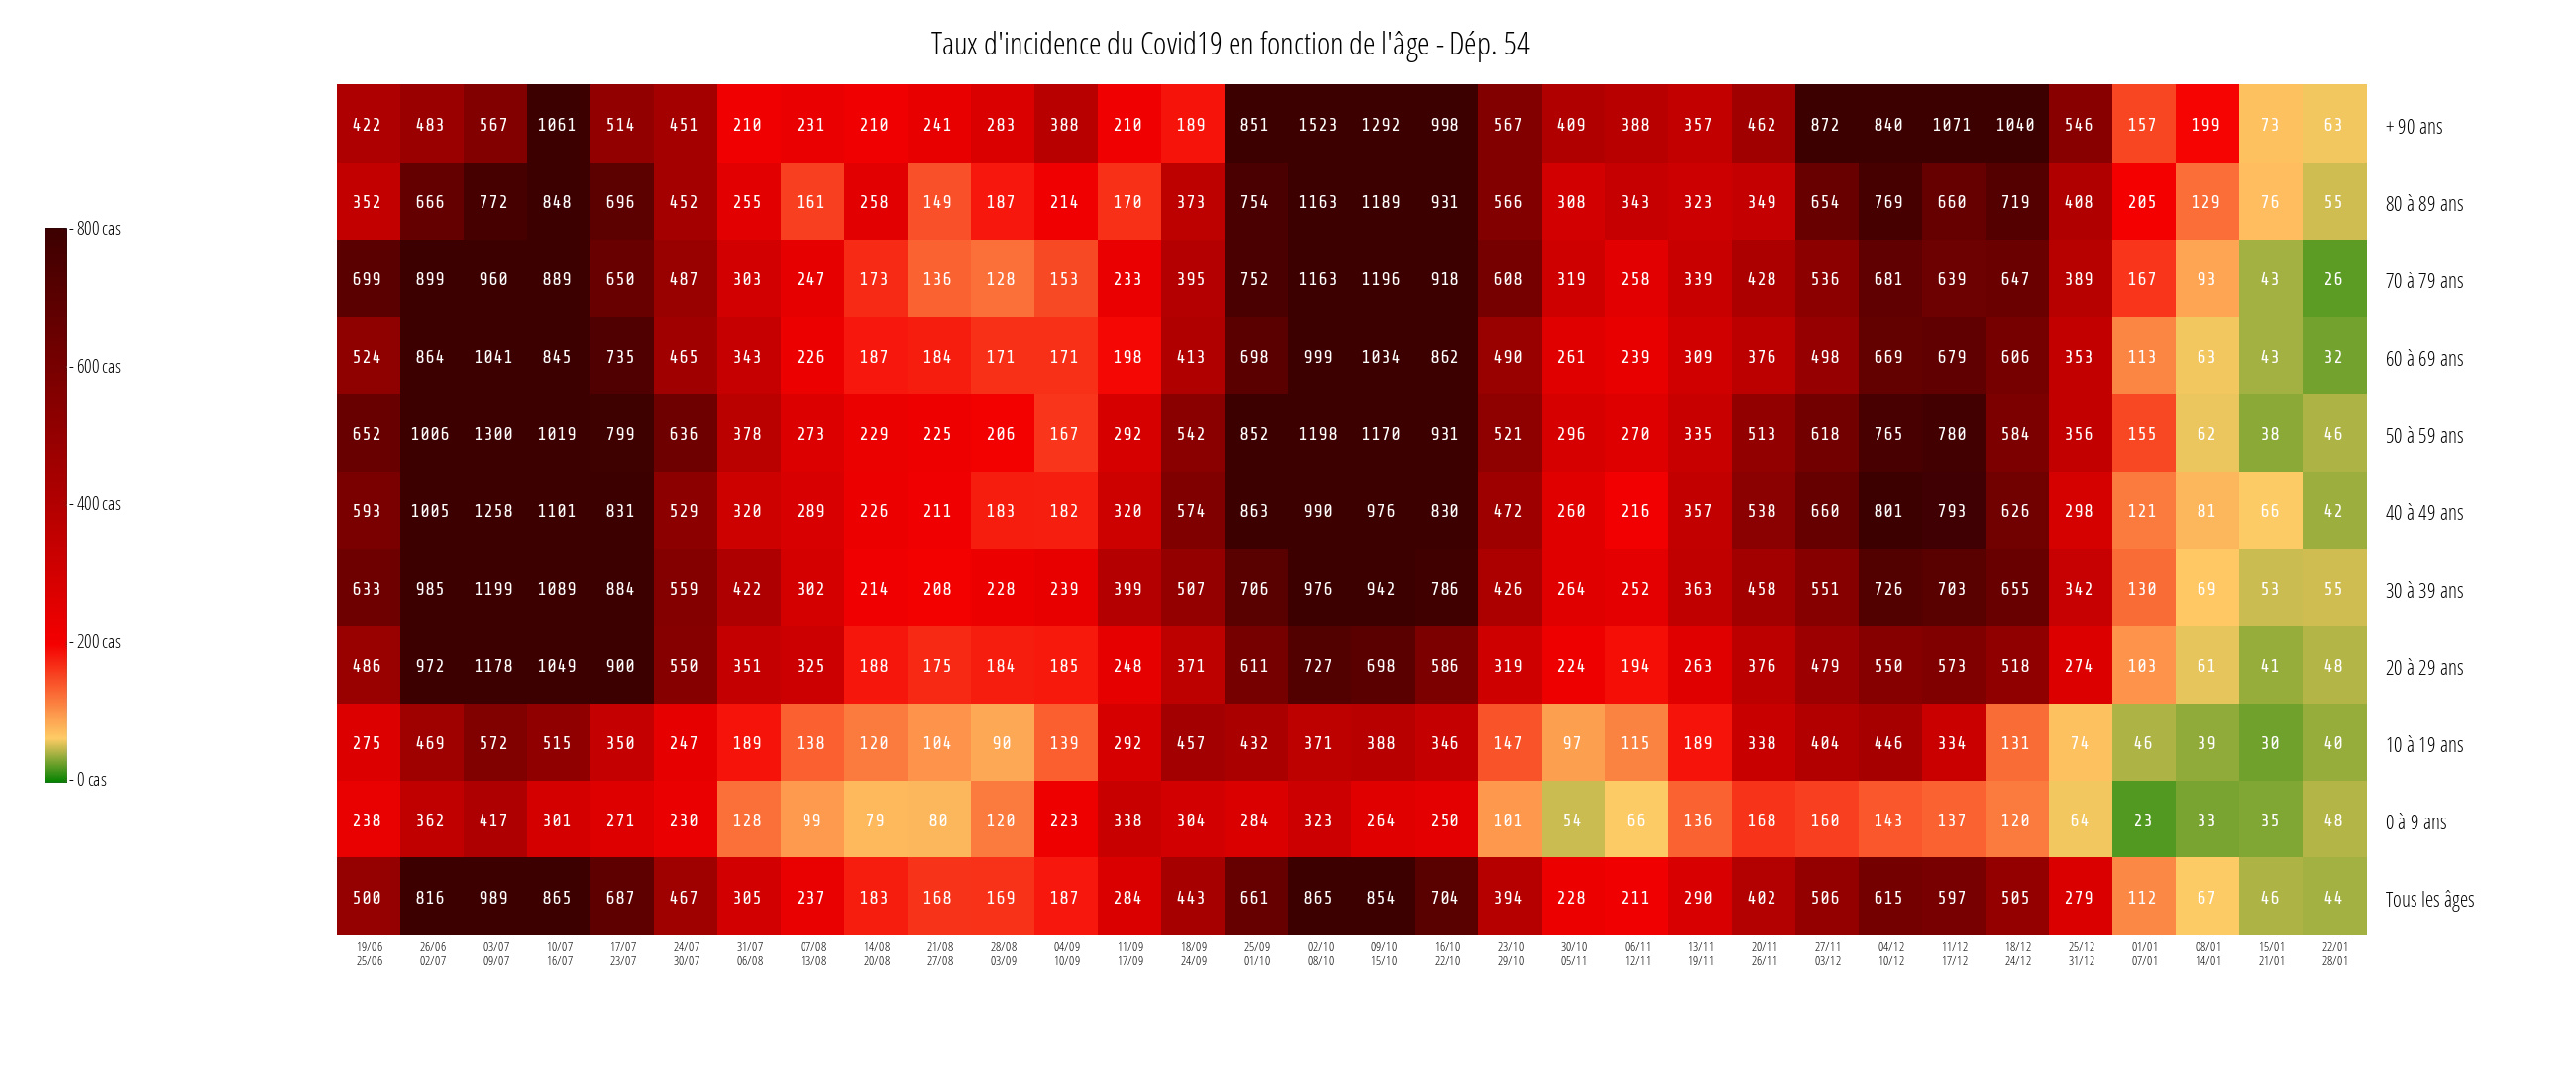 Taux d'incidence du Covid19 en fonction de l'âge - Dép. 54
- 800 cas
- 600 cas
- 400 cas
- 200 cas
- 0 cas
422 483 567 1061 514 451 210 231 210 241 283 388 210 189 851 1523 1292 998 567 409 388 357 462 872 840 1071 1040 546 157 199 73 63 + 90 ans
352 666 772 848 696 452 255 161 258 149 187 214 170 373 754 1163 1189 931 566 308 343 323 349 654 769 660 719 408 205 129 76 55 80 à 89 ans
699 899 960 889 650 487 303 247 173 136 128 153 233 395 752 1163 1196 918 608 319 258 339 428 536 681 639 647 389 167 93 43 26 70 à 79 ans
524 864 1041 845 735 465 343 226 187 184 171 171 198 413 698 999 1034 862 490 261 239 309 376 498 669 679 606 353 113 63 43 32 60 à 69 ans
652 1006 1300 1019 799 636 378 273 229 225 206 167 292 542 852 1198 1170 931 521 296 270 335 513 618 765 780 584 356 155 62 38 46 50 à 59 ans
593 1005 1258 1101 831 529 320 289 226 211 183 182 320 574 863 990 976 830 472 260 216 357 538 660 801 793 626 298 121 81 66 42 40 à 49 ans
633 985 1199 1089 884 559 422 302 214 208 228 239 399 507 706 976 942 786 426 264 252 363 458 551 726 703 655 342 130 69 53 55 30 à 39 ans
486 972 1178 1049 900 550 351 325 188 175 184 185 248 371 611 727 698 586 319 224 194 263 376 479 550 573 518 274 103 61 41 48 20 à 29 ans
275 469 572 515 350 247 189 138 120 104 90 139 292 457 432 371 388 346 147 97 115 189 338 404 446 334 131 74 46 39 30 40 10 à 19 ans
238 362 417 301 271 230 128 99 79 80 120 223 338 304 284 323 264 250 101 54 66 136 168 160 143 137 120 64 23 33 35 48 0 à 9 ans
500 816 989 865 687 467 305 237 183 168 169 187 284 443 661 865 854 704 394 228 211 290 402 506 615 597 505 279 112 67 46 44 Tous les âges
19/06 26/06 03/07 10/07 17/07 24/07 31/07 07/08 14/08 21/08 28/08 04/09 11/09 18/09 25/09 02/10 09/10 16/10 23/10 30/10 06/11 13/11 20/11 27/11 04/12 11/12 18/12 25/12 01/01 08/01 15/01 22/01
25/06 02/07 09/07 16/07 23/07 30/07 06/08 13/08 20/08 27/08 03/09 10/09 17/09 24/09 01/10 08/10 15/10 22/10 29/10 05/11 12/11 19/11 26/11 03/12 10/12 17/12 24/12 31/12 07/01 14/01 21/01 28/01